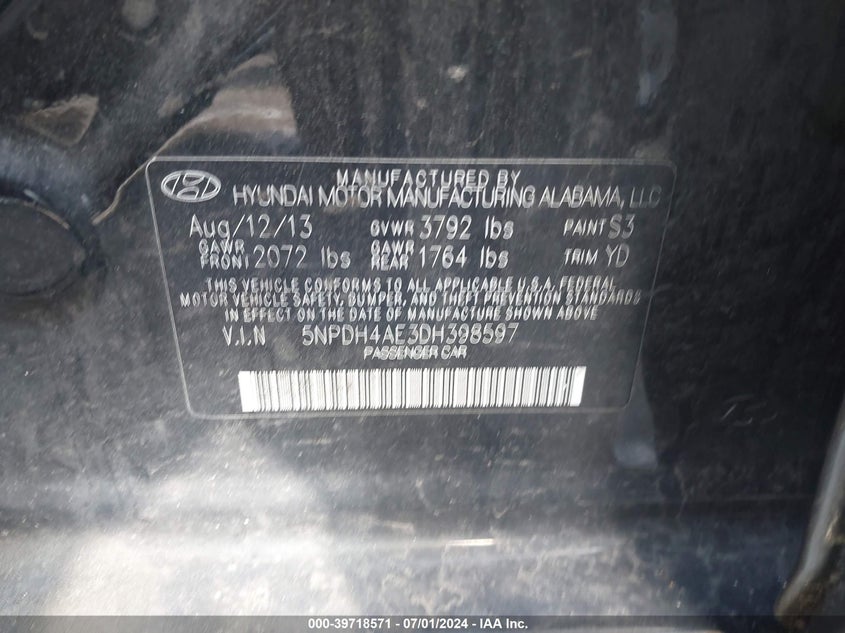 MANUFACTURED BY
HYUNDAI MOTOR MANUFACTURING ALABAMA, LLC
Aug/12/13 GVWR 3792 lbs PAINT S3
GAWR FRONT 2072 lbs GAWR REAR 1764 lbs TRIM YD
THIS VEHICLE CONFORMS TO ALL APPLICABLE U.S.A. FEDERAL
MOTOR VEHICLE SAFETY, BUMPER, AND THEFT PREVENTION STANDARDS
IN EFFECT ON THE DATE OF MANUFACTURE SHOWN ABOVE.
V.I.N 5NPDH4AE3DH398597
PASSENGER CAR
000-39718571 - 07/01/2024 - IAA Inc.